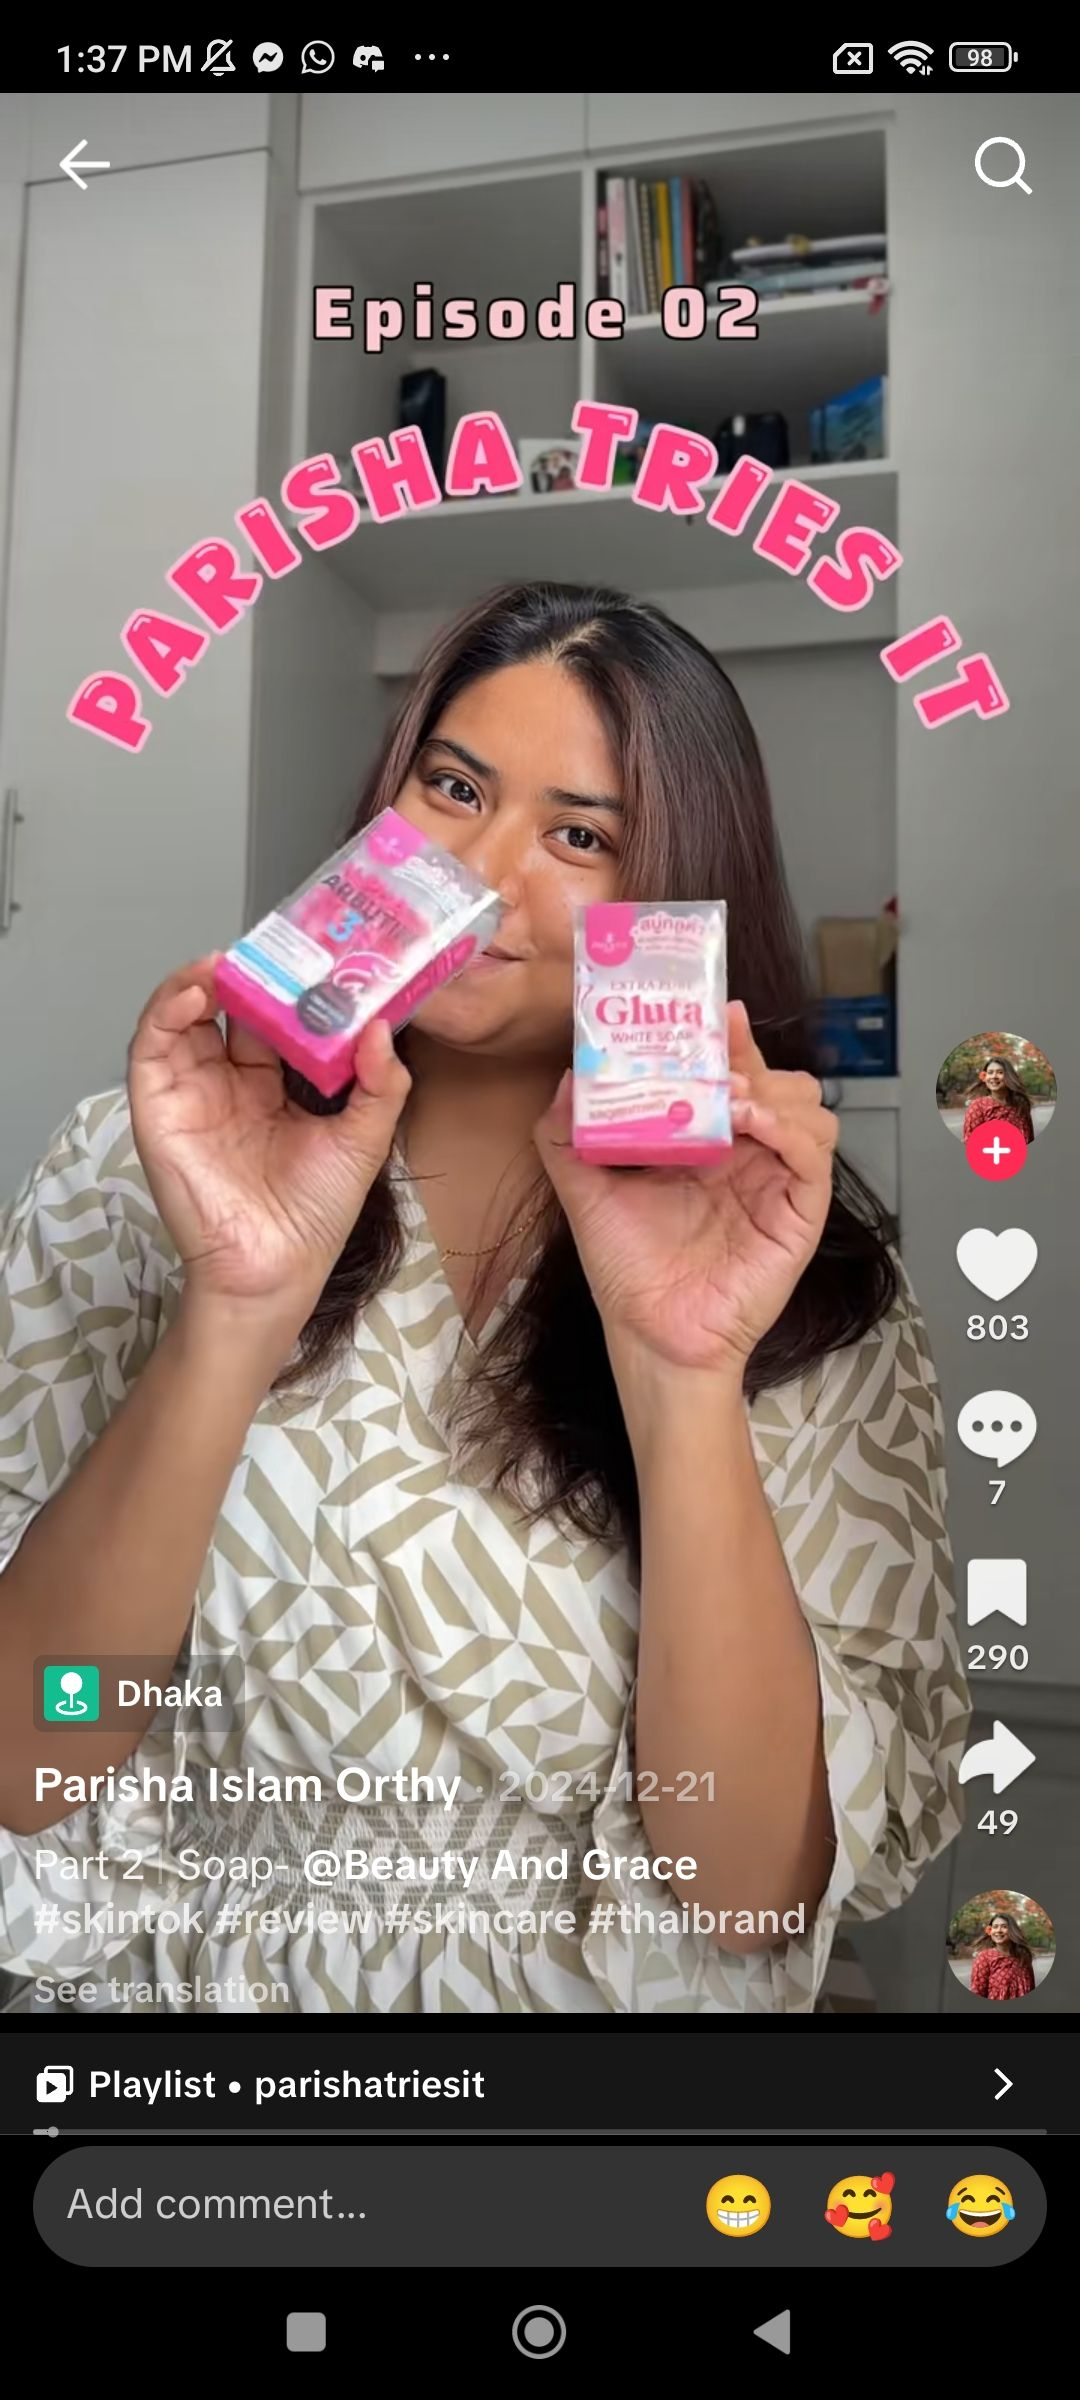 1:37 PM
98
Episode 02
PARISHA TRIES IT
ARBUTIN
3
สบู่กลูต้า
EXTRA PURE
Gluta
WHITE SOAP
803
7
290
Dhaka
Parisha Islam Orthy · 2024-12-21
49
Part 2 | Soap- @Beauty And Grace
#skintok #review #skincare #thaibrand
See translation
Playlist • parishatriesit
Add comment...